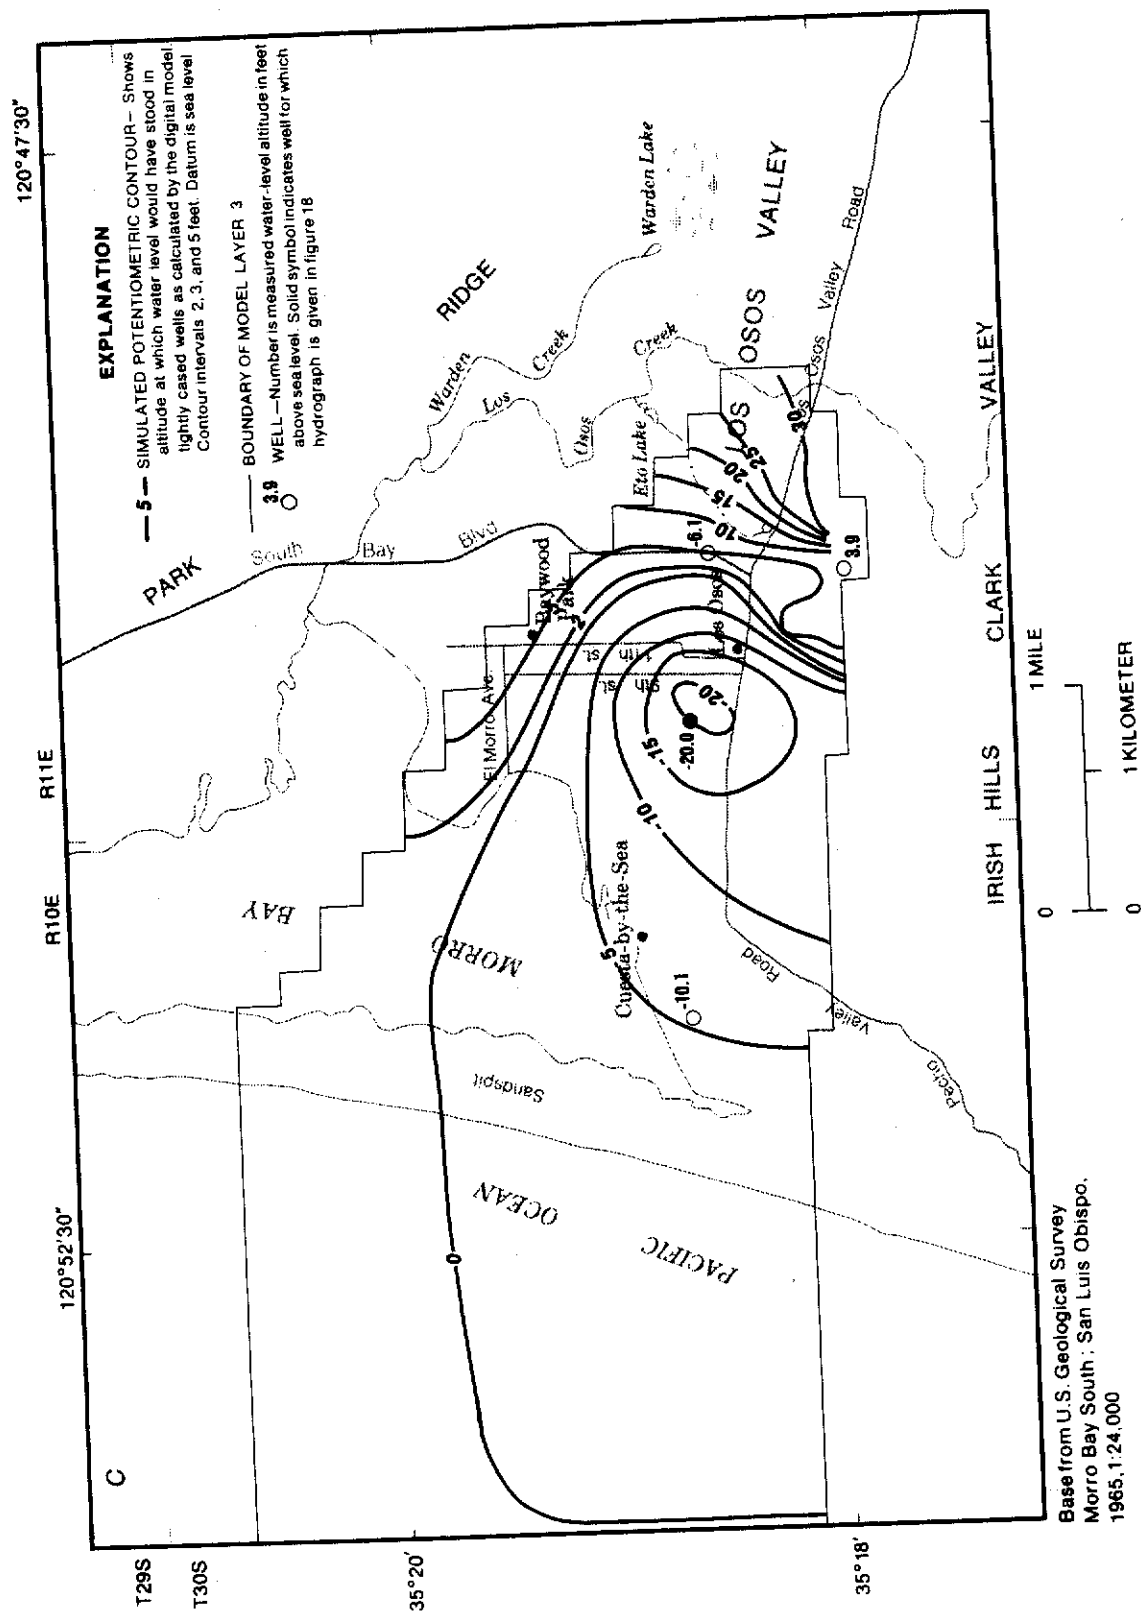 C
T29S
T30S
35°20'
35°18'
120°52'30"
R10E
R11E
120°47'30"
EXPLANATION
—5— SIMULATED POTENTIOMETRIC CONTOUR— Shows
altitude at which water level would have stood in
tightly cased wells as calculated by the digital model.
Contour intervals 2, 3, and 5 feet. Datum is sea level
BOUNDARY OF MODEL LAYER 3
3.9 WELL—Number is measured water-level altitude in feet
above sea level. Solid symbol indicates well for which
hydrograph is given in figure 18
PARK
RIDGE
South
Bay
Blvd
Warden
Creek
Los
Osos
Creek
Warden Lake
Eto Lake
LOS
OSOS
VALLEY
Los Osos Valley Road
Baywood
Park
El Morro Ave.
11th st.
9th st.
Los Osos
MORRO
BAY
Cuesta-by-the-Sea
Sandspit
PACIFIC
OCEAN
Pecho
Valley
Road
0
2
5
5
-10
-15
-20
10
15
20
25
30
-20.0
-10.1
-6.1
3.9
IRISH HILLS
CLARK VALLEY
0
1 MILE
0
1 KILOMETER
Base from U.S. Geological Survey
Morro Bay South; San Luis Obispo,
1965, 1:24,000